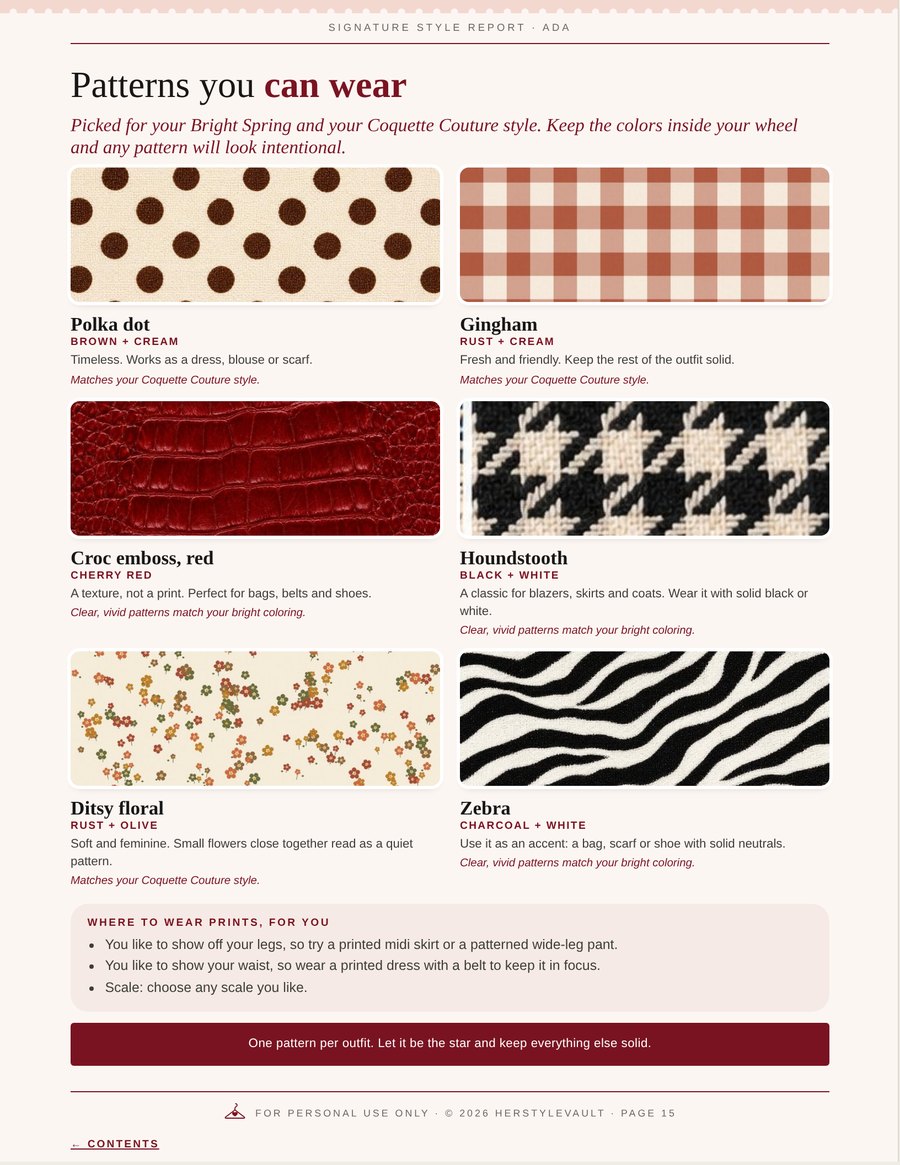 SIGNATURE STYLE REPORT · ADA
Patterns you can wear
Picked for your Bright Spring and your Coquette Couture style. Keep the colors inside your wheel
and any pattern will look intentional.
Polka dot
BROWN + CREAM
Timeless. Works as a dress, blouse or scarf.
Matches your Coquette Couture style.
Gingham
RUST + CREAM
Fresh and friendly. Keep the rest of the outfit solid.
Matches your Coquette Couture style.
Croc emboss, red
CHERRY RED
A texture, not a print. Perfect for bags, belts and shoes.
Clear, vivid patterns match your bright coloring.
Houndstooth
BLACK + WHITE
A classic for blazers, skirts and coats. Wear it with solid black or
white.
Clear, vivid patterns match your bright coloring.
Ditsy floral
RUST + OLIVE
Soft and feminine. Small flowers close together read as a quiet
pattern.
Matches your Coquette Couture style.
Zebra
CHARCOAL + WHITE
Use it as an accent: a bag, scarf or shoe with solid neutrals.
Clear, vivid patterns match your bright coloring.
WHERE TO WEAR PRINTS, FOR YOU
• You like to show off your legs, so try a printed midi skirt or a patterned wide-leg pant.
• You like to show your waist, so wear a printed dress with a belt to keep it in focus.
• Scale: choose any scale you like.
One pattern per outfit. Let it be the star and keep everything else solid.
FOR PERSONAL USE ONLY · © 2026 HERSTYLEVAULT · PAGE 15
← CONTENTS